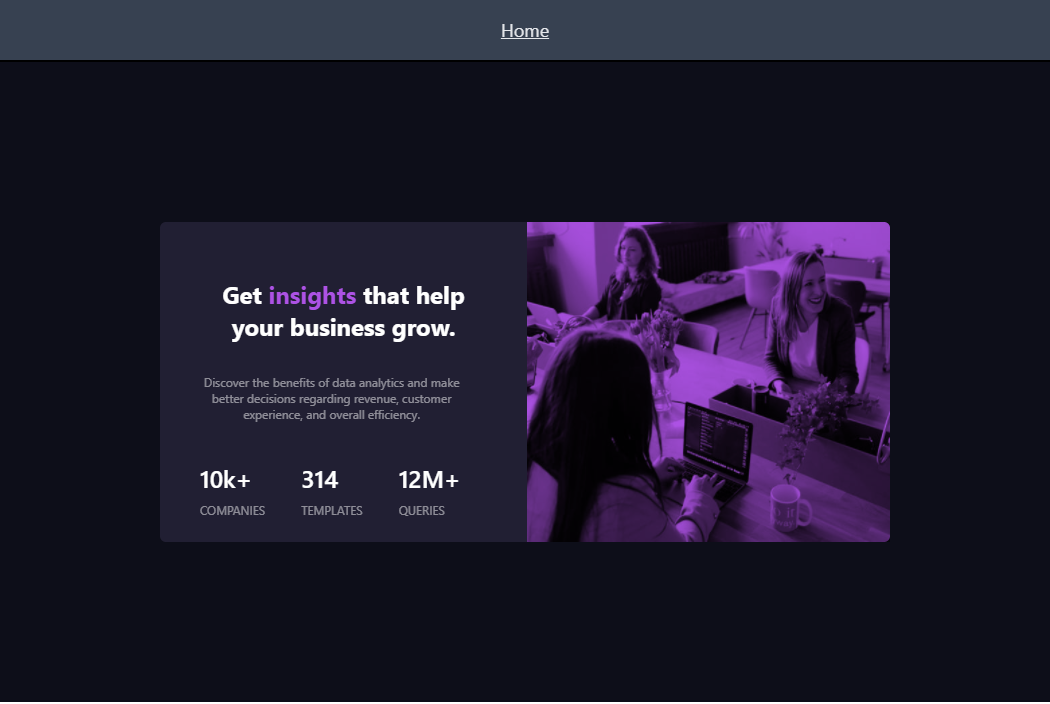 Home
Get insights that help
your business grow.
Discover the benefits of data analytics and make
better decisions regarding revenue, customer
experience, and overall efficiency.
10k+ 314 12M+
COMPANIES TEMPLATES QUERIES